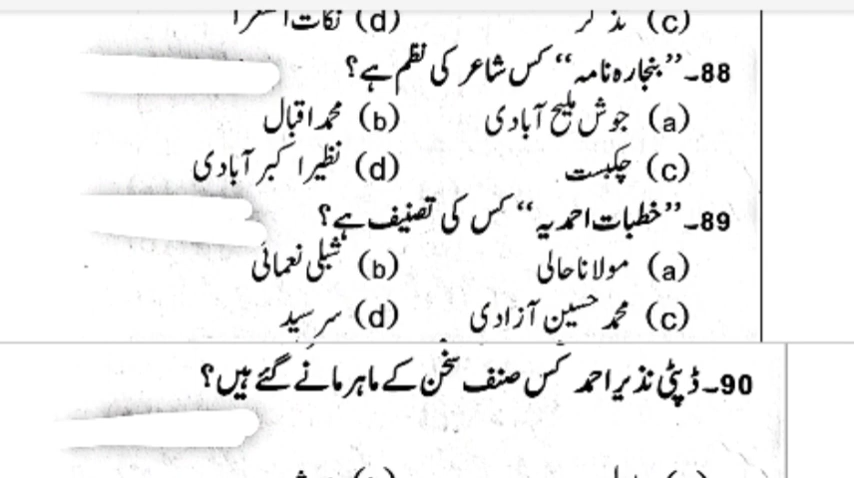 (c) تذکر (d) نکات الشعرا
88۔ ”بنجارہ نامہ“ کس شاعر کی نظم ہے؟
(a) جوش ملیح آبادی (b) محمد اقبال
(c) چکبست (d) نظیر اکبر آبادی
89۔ ”خطبات احمدیہ“ کس کی تصنیف ہے؟
(a) مولانا حالی (b) شبلی نعمانی
(c) محمد حسین آزادی (d) سرسید
90۔ ڈپٹی نذیر احمد کس صنف سخن کے ماہر مانے گئے ہیں؟